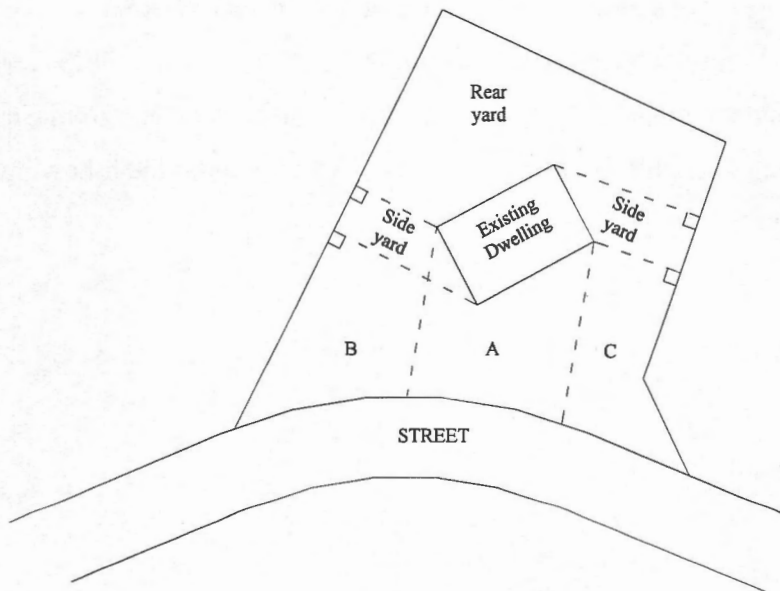 Rear
yard
Existing
Dwelling
Side
yard
Side
yard
B
A
C
STREET